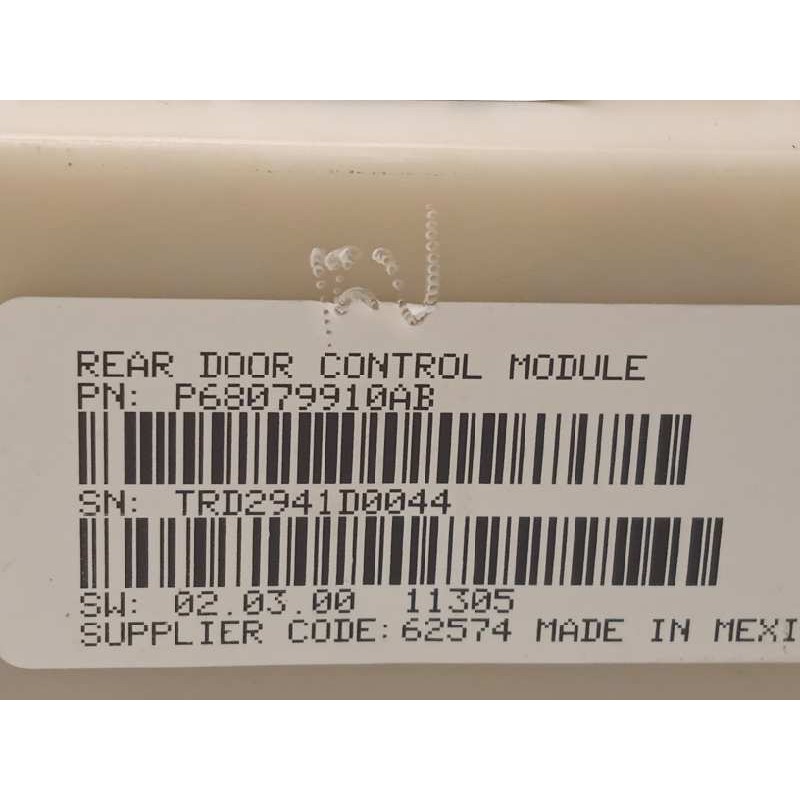 REAR DOOR CONTROL MODULE
PN: P68079910AB
SN: TRD2941D0044
SW: 02.03.00 11305
SUPPLIER CODE: 62574 MADE IN MEXI